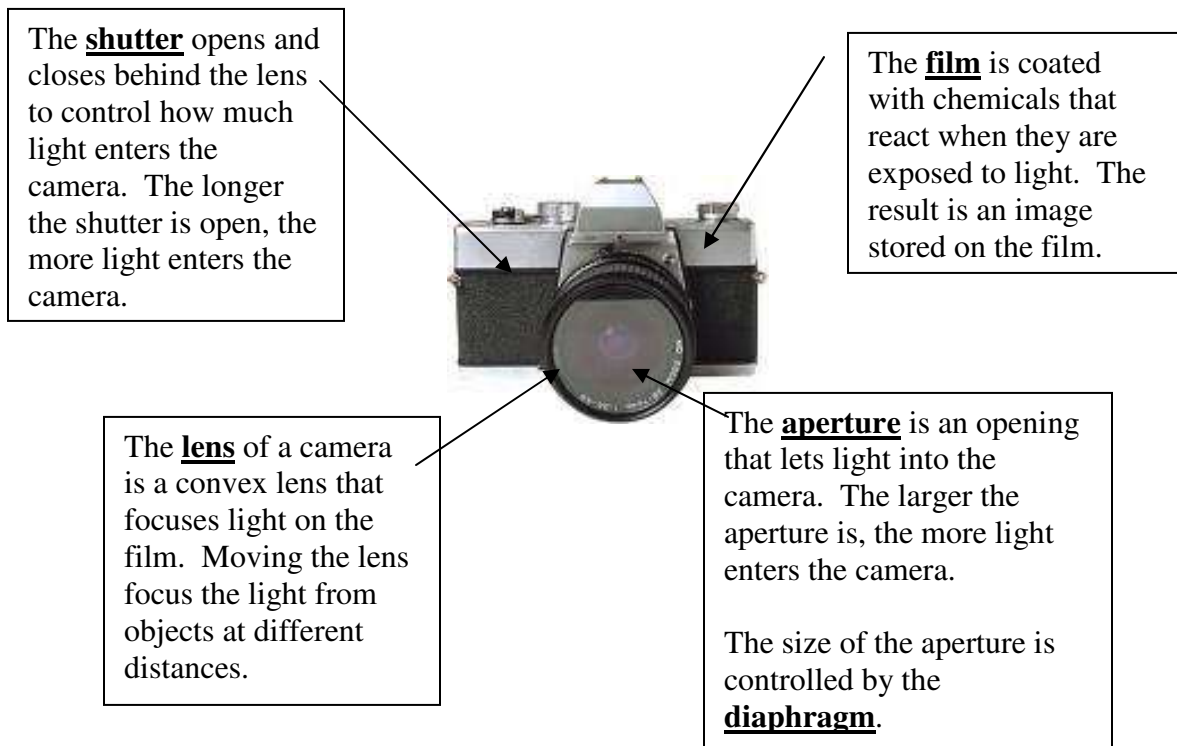 The shutter opens and
closes behind the lens
to control how much
light enters the
camera. The longer
the shutter is open, the
more light enters the
camera.
The film is coated
with chemicals that
react when they are
exposed to light. The
result is an image
stored on the film.
The lens of a camera
is a convex lens that
focuses light on the
film. Moving the lens
focus the light from
objects at different
distances.
The aperture is an opening
that lets light into the
camera. The larger the
aperture is, the more light
enters the camera.
The size of the aperture is
controlled by the
diaphragm.